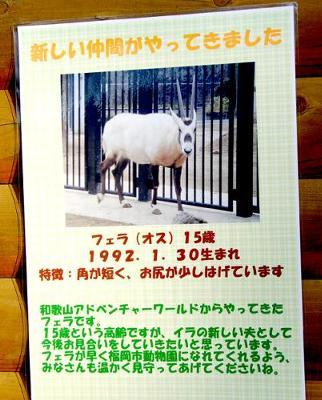 新しい仲間がやってきました
フェラ（オス）15歳
1992．1．30生まれ
特徴：角が短く、お尻が少しはげています
和歌山アドベンチャーワールドからやってきた
フェラです。
15歳という高齢ですが、イラの新しい夫として
今後お見合いをしていきたいと思っています。
フェラが早く福岡市動物園になれてくれるよう、
みなさんも温かく見守ってあげてくださいね。